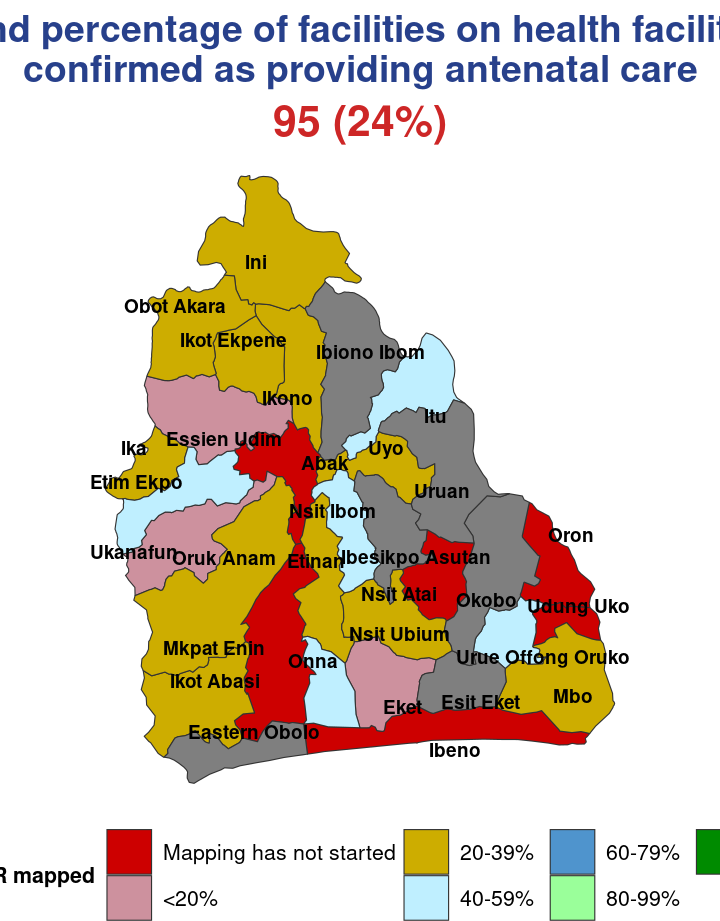 nd percentage of facilities on health facilit
confirmed as providing antenatal care
95 (24%)
Ini
Obot Akara
Ikot Ekpene
Ibiono Ibom
Ikono
Itu
Essien Udim
Ika
Uyo
Abak
Etim Ekpo
Uruan
Nsit Ibom
Oron
Ukanafun
Oruk Anam
Etinan
Ibesikpo Asutan
Nsit Atai
Okobo
Udung Uko
Nsit Ubium
Mkpat Enin
Onna
Urue Offong Oruko
Ikot Abasi
Mbo
Esit Eket
Eket
Eastern Obolo
Ibeno
R mapped
Mapping has not started
20-39%
60-79%
<20%
40-59%
80-99%